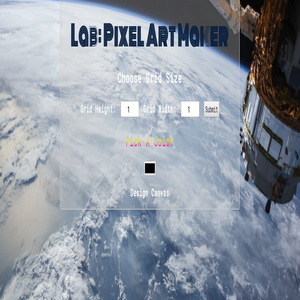 Lab: Pixel Art Maker
Choose Grid Size
Grid Height: 1 Grid Width: 1 Submit
Pick A Color
Design Canvas